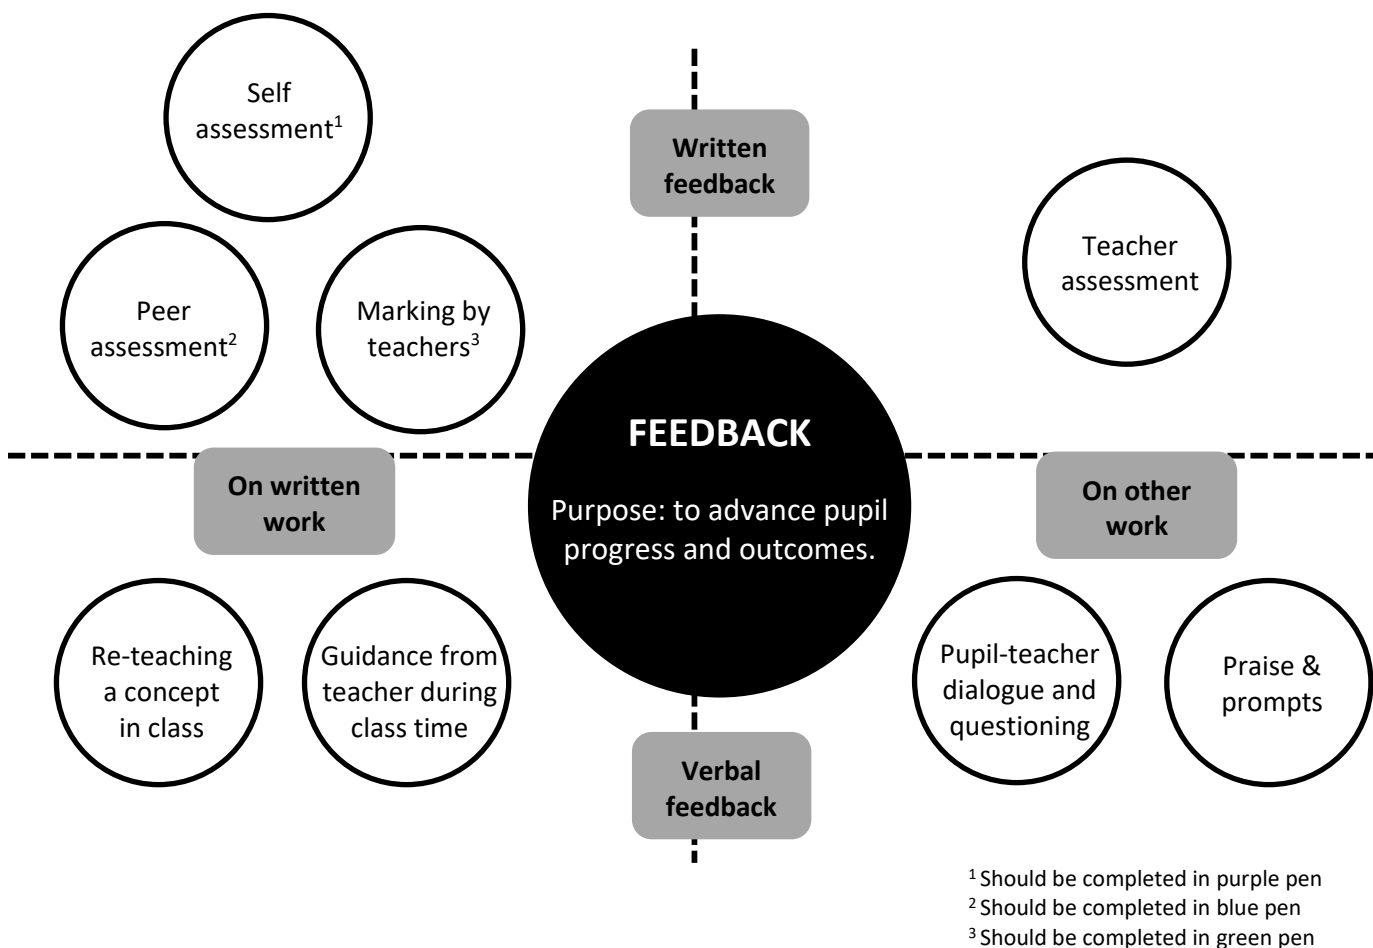 Self
assessment¹
Written
feedback
Teacher
assessment
Peer
assessment²
Marking by
teachers³
FEEDBACK
Purpose: to advance pupil
progress and outcomes.
On written
work
On other
work
Re-teaching
a concept
in class
Guidance from
teacher during
class time
Pupil-teacher
dialogue and
questioning
Praise &
prompts
Verbal
feedback
¹ Should be completed in purple pen
² Should be completed in blue pen
³ Should be completed in green pen